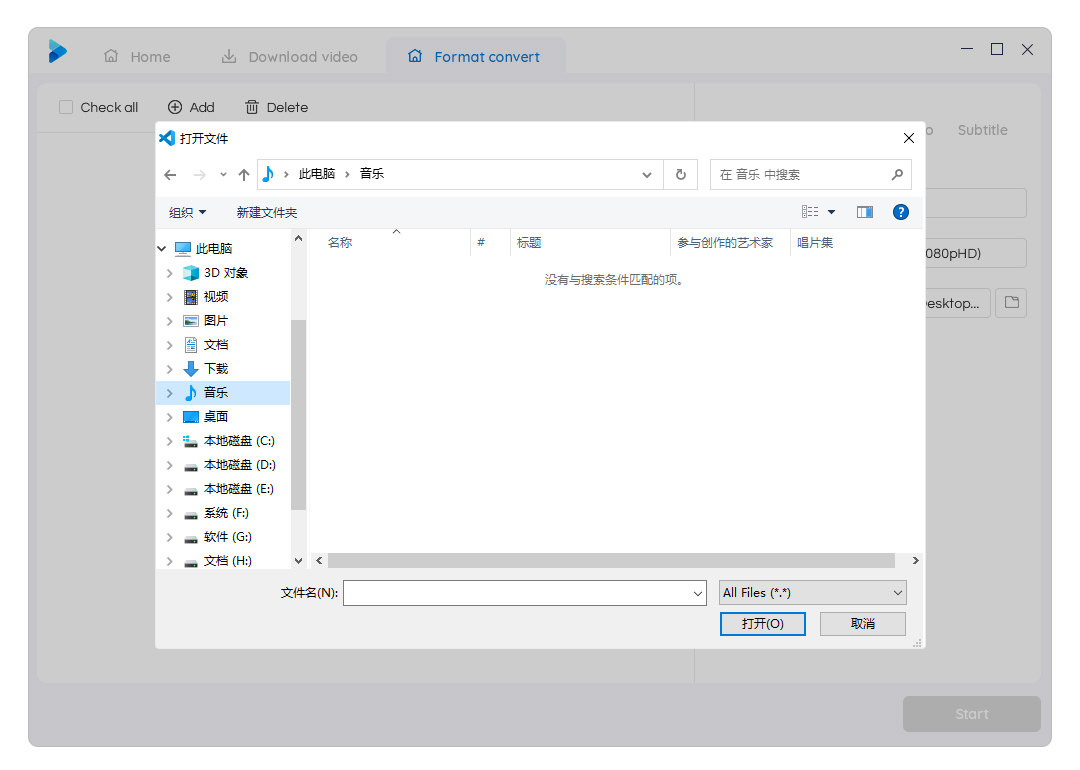 Home
Download video
Format convert
Check all
Add
Delete
Subtitle
打开文件
此电脑 › 音乐
在 音乐 中搜索
组织
新建文件夹
名称
#
标题
参与创作的艺术家
唱片集
没有与搜索条件匹配的项。
此电脑
3D 对象
视频
图片
文档
下载
音乐
桌面
本地磁盘 (C:)
本地磁盘 (D:)
本地磁盘 (E:)
系统 (F:)
软件 (G:)
文档 (H:)
080pHD)
esktop...
文件名(N):
All Files (*.*)
打开(O)
取消
Start